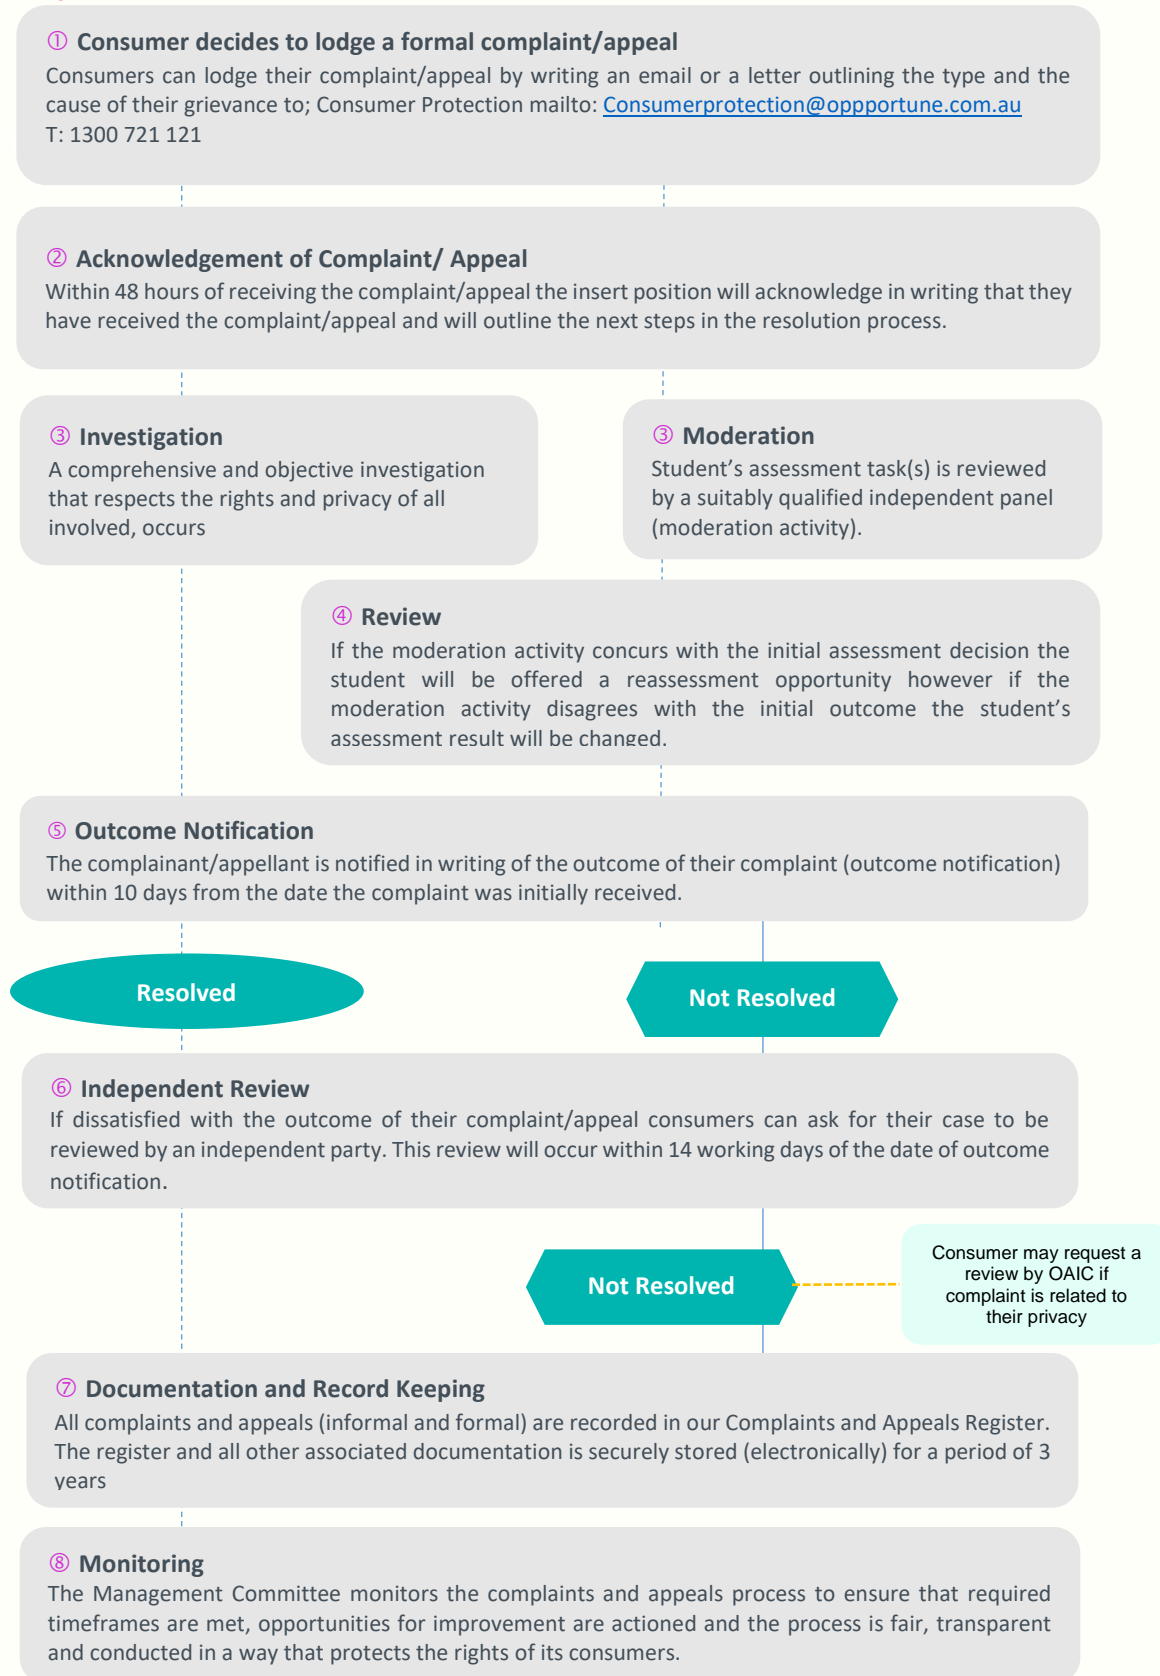 ① Consumer decides to lodge a formal complaint/appeal
Consumers can lodge their complaint/appeal by writing an email or a letter outlining the type and the
cause of their grievance to; Consumer Protection mailto: Consumerprotection@oppportune.com.au
T: 1300 721 121
② Acknowledgement of Complaint/ Appeal
Within 48 hours of receiving the complaint/appeal the insert position will acknowledge in writing that they
have received the complaint/appeal and will outline the next steps in the resolution process.
③ Investigation
A comprehensive and objective investigation
that respects the rights and privacy of all
involved, occurs
③ Moderation
Student’s assessment task(s) is reviewed
by a suitably qualified independent panel
(moderation activity).
④ Review
If the moderation activity concurs with the initial assessment decision the
student will be offered a reassessment opportunity however if the
moderation activity disagrees with the initial outcome the student’s
assessment result will be changed.
⑤ Outcome Notification
The complainant/appellant is notified in writing of the outcome of their complaint (outcome notification)
within 10 days from the date the complaint was initially received.
Resolved
Not Resolved
⑥ Independent Review
If dissatisfied with the outcome of their complaint/appeal consumers can ask for their case to be
reviewed by an independent party. This review will occur within 14 working days of the date of outcome
notification.
Not Resolved
Consumer may request a
review by OAIC if
complaint is related to
their privacy
⑦ Documentation and Record Keeping
All complaints and appeals (informal and formal) are recorded in our Complaints and Appeals Register.
The register and all other associated documentation is securely stored (electronically) for a period of 3
years
⑧ Monitoring
The Management Committee monitors the complaints and appeals process to ensure that required
timeframes are met, opportunities for improvement are actioned and the process is fair, transparent
and conducted in a way that protects the rights of its consumers.